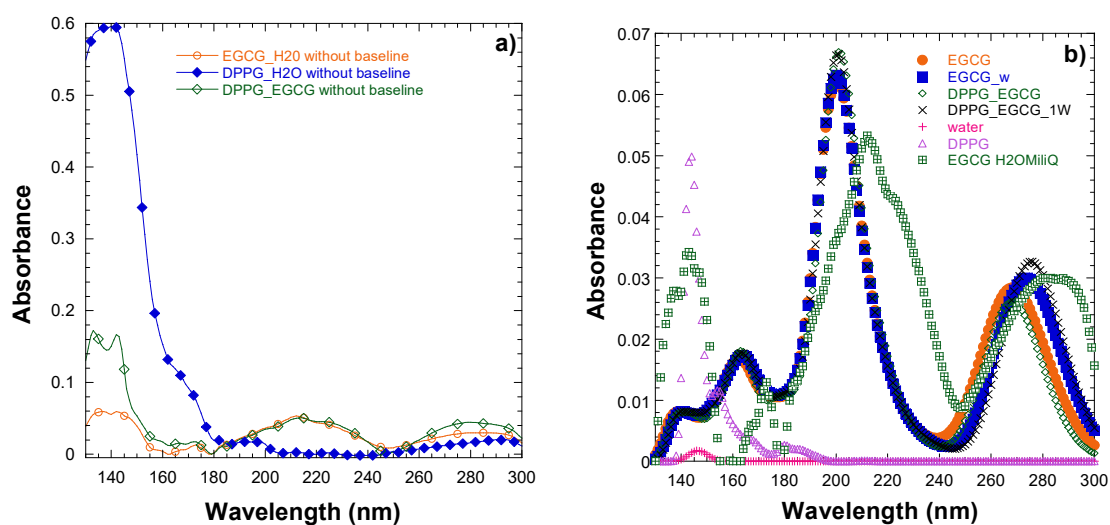 a)
EGCG_H20 without baseline
DPPG_H2O without baseline
DPPG_EGCG without baseline
0.6
0.5
0.4
0.3
0.2
0.1
0
Absorbance
140 160 180 200 220 240 260 280 300
Wavelength (nm)
b)
EGCG
EGCG_w
DPPG_EGCG
DPPG_EGCG_1W
water
DPPG
EGCG H2OMiliQ
0.07
0.06
0.05
0.04
0.03
0.02
0.01
0
Absorbance
140 160 180 200 220 240 260 280 300
Wavelength (nm)